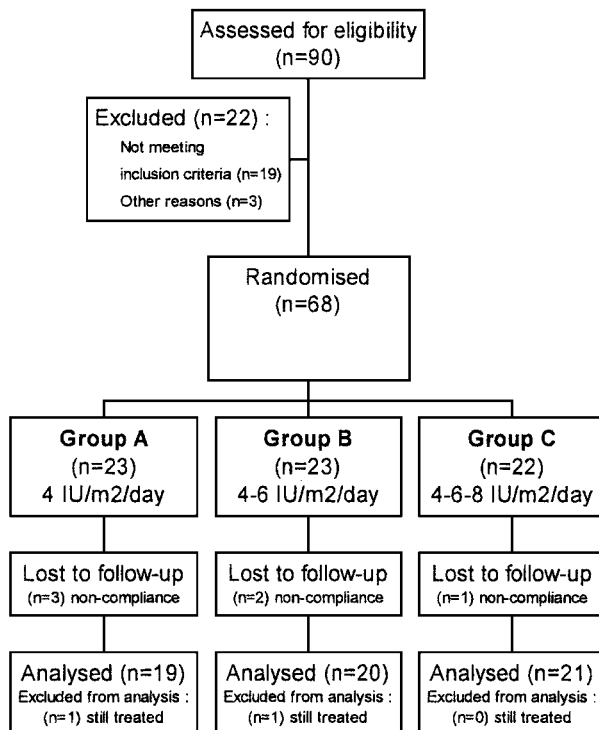 Assessed for eligibility
(n=90)
Excluded (n=22) :
Not meeting
inclusion criteria (n=19)
Other reasons (n=3)
Randomised
(n=68)
Group A
(n=23)
4 IU/m2/day
Group B
(n=23)
4-6 IU/m2/day
Group C
(n=22)
4-6-8 IU/m2/day
Lost to follow-up
(n=3) non-compliance
Lost to follow-up
(n=2) non-compliance
Lost to follow-up
(n=1) non-compliance
Analysed (n=19)
Excluded from analysis :
(n=1) still treated
Analysed (n=20)
Excluded from analysis :
(n=1) still treated
Analysed (n=21)
Excluded from analysis :
(n=0) still treated